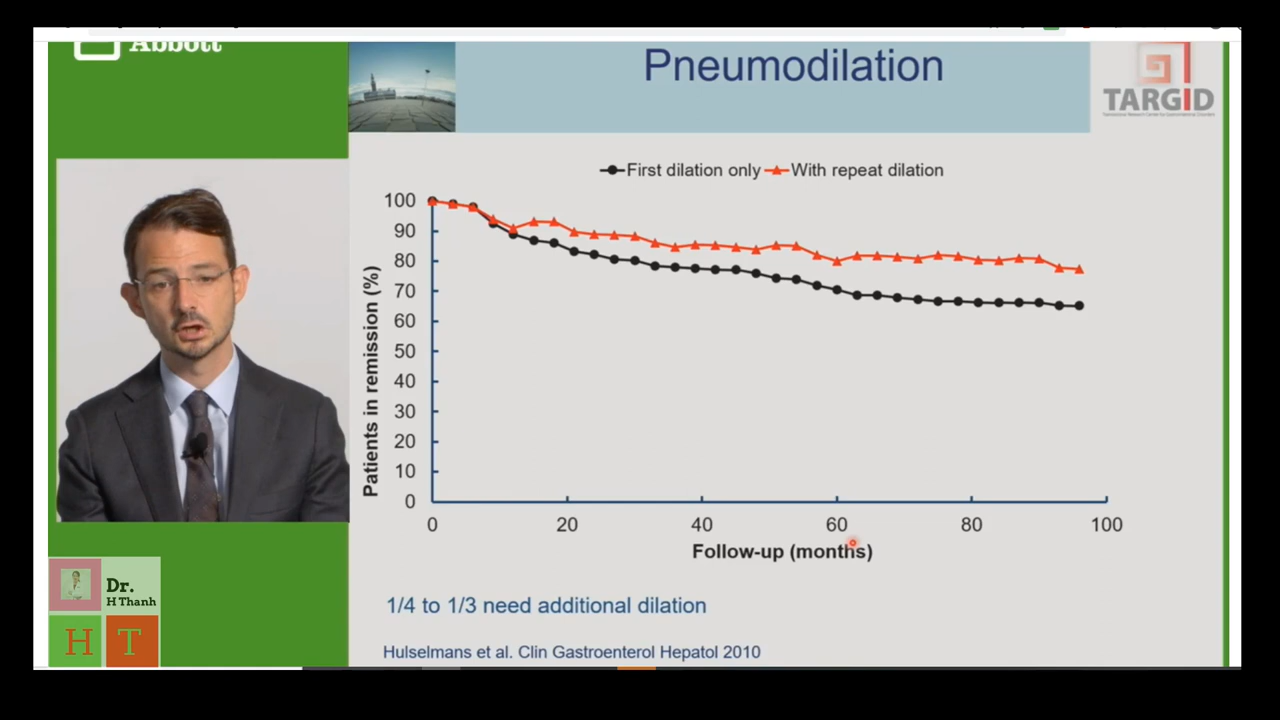 Abbott
Pneumodilation
TARGID
First dilation only
With repeat dilation
100
90
80
70
60
50
40
30
20
10
0
Patients in remission (%)
0
20
40
60
80
100
Follow-up (months)
1/4 to 1/3 need additional dilation
Hulselmans et al. Clin Gastroenterol Hepatol 2010
Dr.
H Thanh
H T